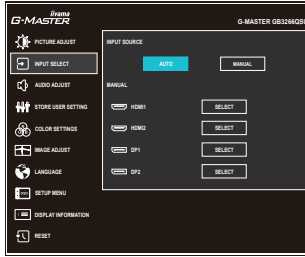 iiyama
G-MASTER
G-MASTER GB3266QSU
PICTURE ADJUST
INPUT SELECT
AUDIO ADJUST
STORE USER SETTING
COLOR SETTINGS
IMAGE ADJUST
LANGUAGE
SETUP MENU
DISPLAY INFORMATION
RESET
INPUT SOURCE
AUTO
MANUAL
MANUAL
HDMI1
SELECT
HDMI2
SELECT
DP1
SELECT
DP2
SELECT